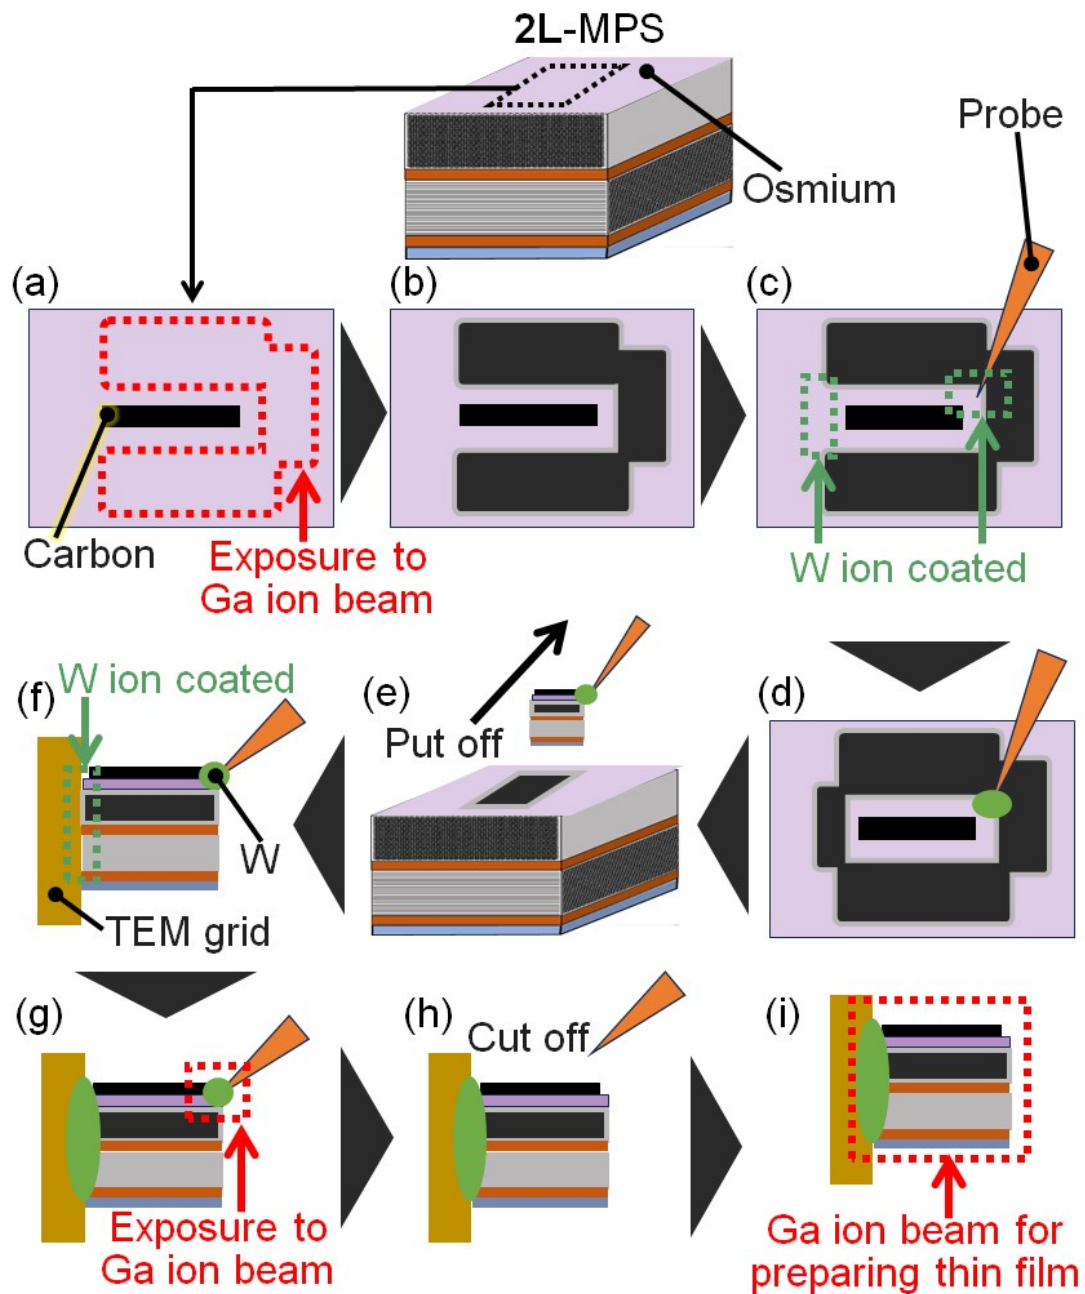 2L-MPS
Probe
Osmium
(a)
(b)
(c)
Carbon
Exposure to
Ga ion beam
W ion coated
W ion coated
(f)
(e)
(d)
Put off
W
TEM grid
(g)
(h)
Cut off
(i)
Exposure to
Ga ion beam
Ga ion beam for
preparing thin film